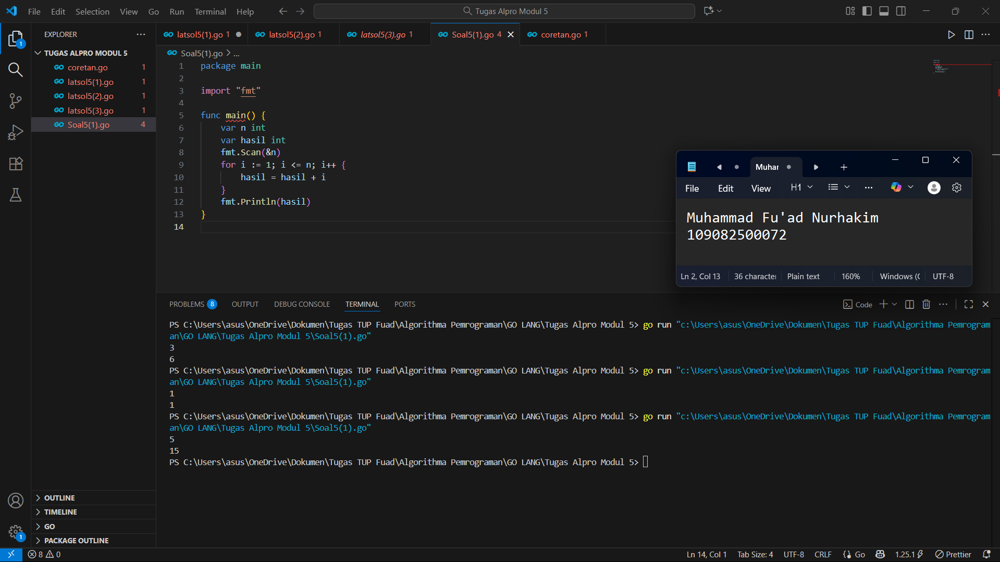 File Edit Selection View Go Run Terminal Help
Tugas Alpro Modul 5
EXPLORER
TUGAS ALPRO MODUL 5
coretan.go 1
latsol5(1).go 1
latsol5(2).go 1
latsol5(3).go 1
Soal5(1).go 4
latsol5(1).go 1
latsol5(2).go 1
latsol5(3).go 1
Soal5(1).go 4
coretan.go 1
Soal5(1).go > ...
1 package main
2
3 import "fmt"
4
5 func main() {
6 var n int
7 var hasil int
8 fmt.Scan(&n)
9 for i := 1; i <= n; i++ {
10 hasil = hasil + i
11 }
12 fmt.Println(hasil)
13 }
14
Muhar
File Edit View H1
Muhammad Fu'ad Nurhakim
109082500072
Ln 2, Col 13 36 character Plain text 160% Windows (C UTF-8
PROBLEMS 8 OUTPUT DEBUG CONSOLE TERMINAL PORTS
Code
PS C:\Users\asus\OneDrive\Dokumen\Tugas TUP Fuad\Algorithma Pemrograman\GO LANG\Tugas Alpro Modul 5> go run "c:\Users\asus\OneDrive\Dokumen\Tugas TUP Fuad\Algorithma Pemrogram
an\GO LANG\Tugas Alpro Modul 5\Soal5(1).go"
3
6
PS C:\Users\asus\OneDrive\Dokumen\Tugas TUP Fuad\Algorithma Pemrograman\GO LANG\Tugas Alpro Modul 5> go run "c:\Users\asus\OneDrive\Dokumen\Tugas TUP Fuad\Algorithma Pemrogram
an\GO LANG\Tugas Alpro Modul 5\Soal5(1).go"
1
1
PS C:\Users\asus\OneDrive\Dokumen\Tugas TUP Fuad\Algorithma Pemrograman\GO LANG\Tugas Alpro Modul 5> go run "c:\Users\asus\OneDrive\Dokumen\Tugas TUP Fuad\Algorithma Pemrogram
an\GO LANG\Tugas Alpro Modul 5\Soal5(1).go"
5
15
PS C:\Users\asus\OneDrive\Dokumen\Tugas TUP Fuad\Algorithma Pemrograman\GO LANG\Tugas Alpro Modul 5>
OUTLINE
TIMELINE
GO
PACKAGE OUTLINE
8 0
Ln 14, Col 1 Tab Size: 4 UTF-8 CRLF Go 1.25.1 Prettier